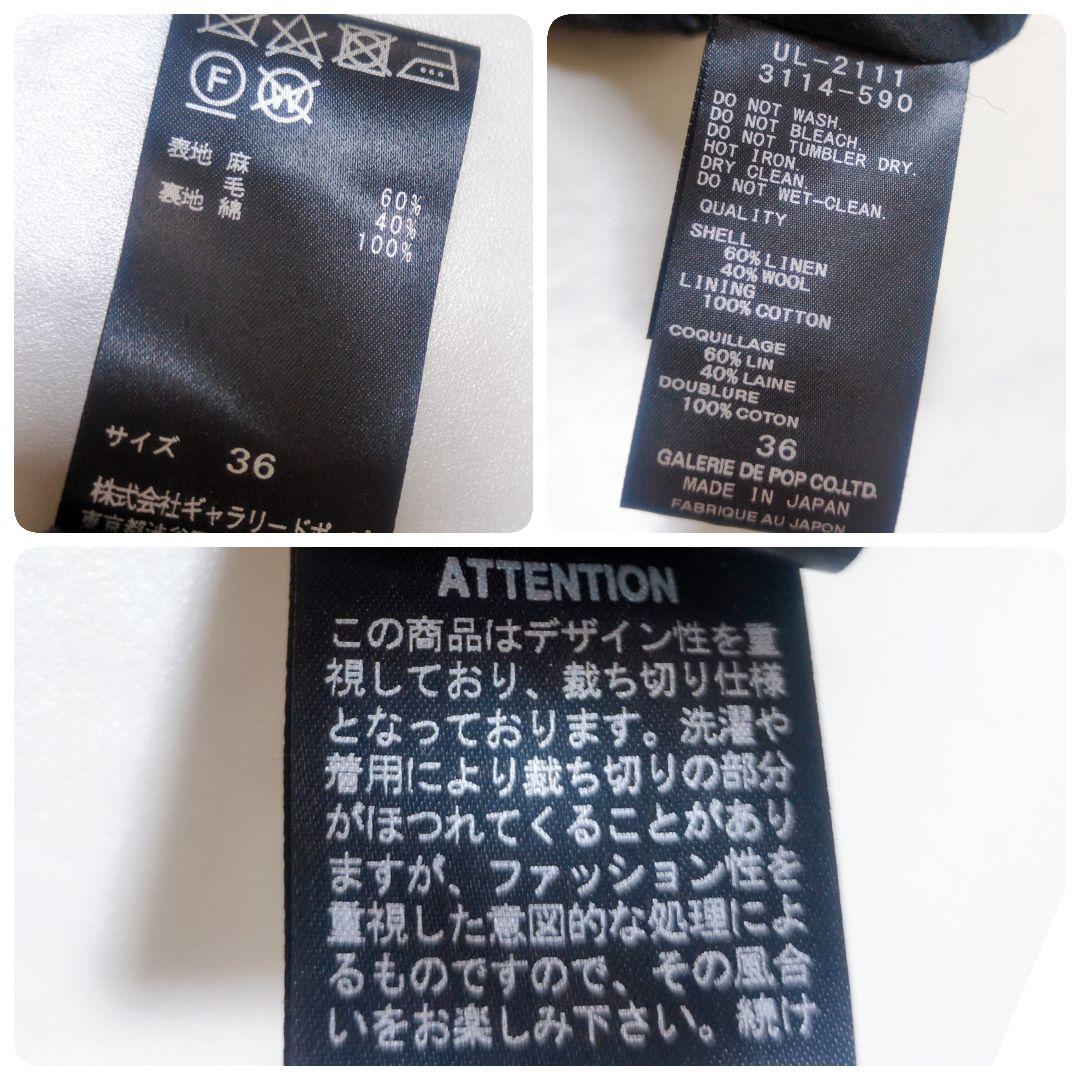 F
W
表地 麻 60%
毛 40%
裏地 綿 100%
サイズ 36
株式会社ギャラリード
UL-2111
3114-590
DO NOT WASH.
DO NOT BLEACH.
DO NOT TUMBLER DRY.
HOT IRON.
DRY CLEAN.
DO NOT WET-CLEAN.
QUALITY
SHELL
60% LINEN
40% WOOL
LINING
100% COTTON
COQUILLAGE
60% LIN
40% LAINE
DOUBLURE
100% COTON
36
GALERIE DE POP CO.LTD.
MADE IN JAPAN
FABRIQUE AU JAPON
ATTENTION
この商品はデザイン性を重
視しており、裁ち切り仕様
となっております。洗濯や
着用により裁ち切りの部分
がほつれてくることがあり
ますが、ファッション性を
重視した意図的な処理によ
るものですので、その風合
いをお楽しみ下さい。続け